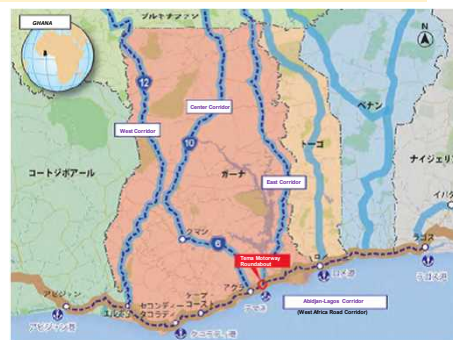 GHANA
ブルキナファソ
N
12
Center Corridor
West Corridor
10
ベナン
トーゴ
コートジボアール
ガーナ
ナイジェリ
East Corridor
クマシ
6
Tema Motorway
Roundabout
ロメ
ロメ港
ラゴス
ラゴス港
アクラ
テマ
アビジャン
アビジャン港
セコンディー
タコラディ
ケープ
コースト
タコラディ港
Abidjan-Lagos Corridor
(West Africa Road Corridor)